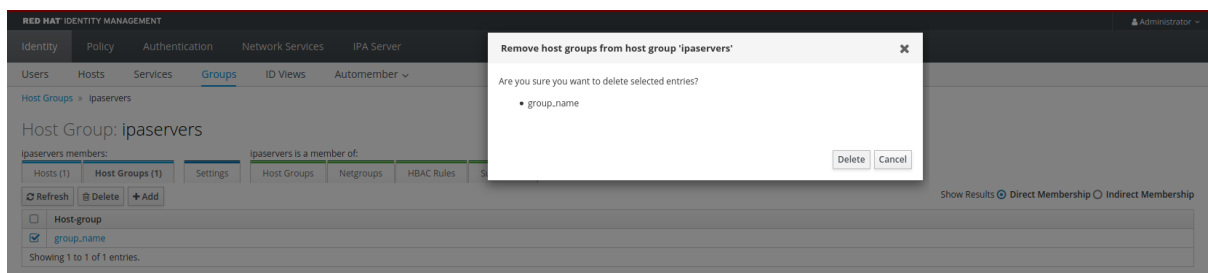 RED HAT IDENTITY MANAGEMENT
Administrator
Identity Policy Authentication Network Services IPA Server
Users Hosts Services Groups ID Views Automember
Host Groups » ipaservers
Host Group: ipaservers
ipaservers members: ipaservers is a member of:
Hosts (1) Host Groups (1) Settings Host Groups Netgroups HBAC Rules
Refresh Delete Add
Show Results Direct Membership Indirect Membership
Host-group
group_name
Showing 1 to 1 of 1 entries.
Remove host groups from host group 'ipaservers'
Are you sure you want to delete selected entries?
• group_name
Delete Cancel